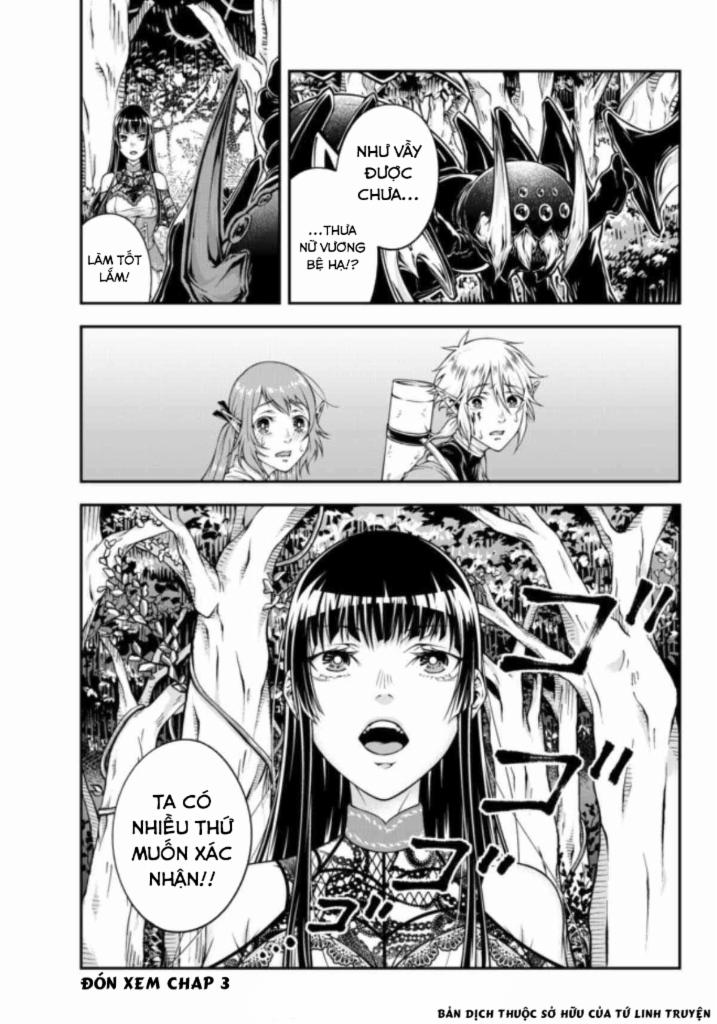 NHƯ VẦY
ĐƯỢC
CHƯA...
...THƯA
NỮ VƯƠNG
BỆ HẠ!?
LÀM TỐT
LẮM!
TA CÓ
NHIỀU THỨ
MUỐN XÁC
NHẬN!!
ゴゴゴゴゴ...
ĐÓN XEM CHAP 3
BẢN DỊCH THUỘC SỞ HỮU CỦA TỨ LINH TRUYỆN